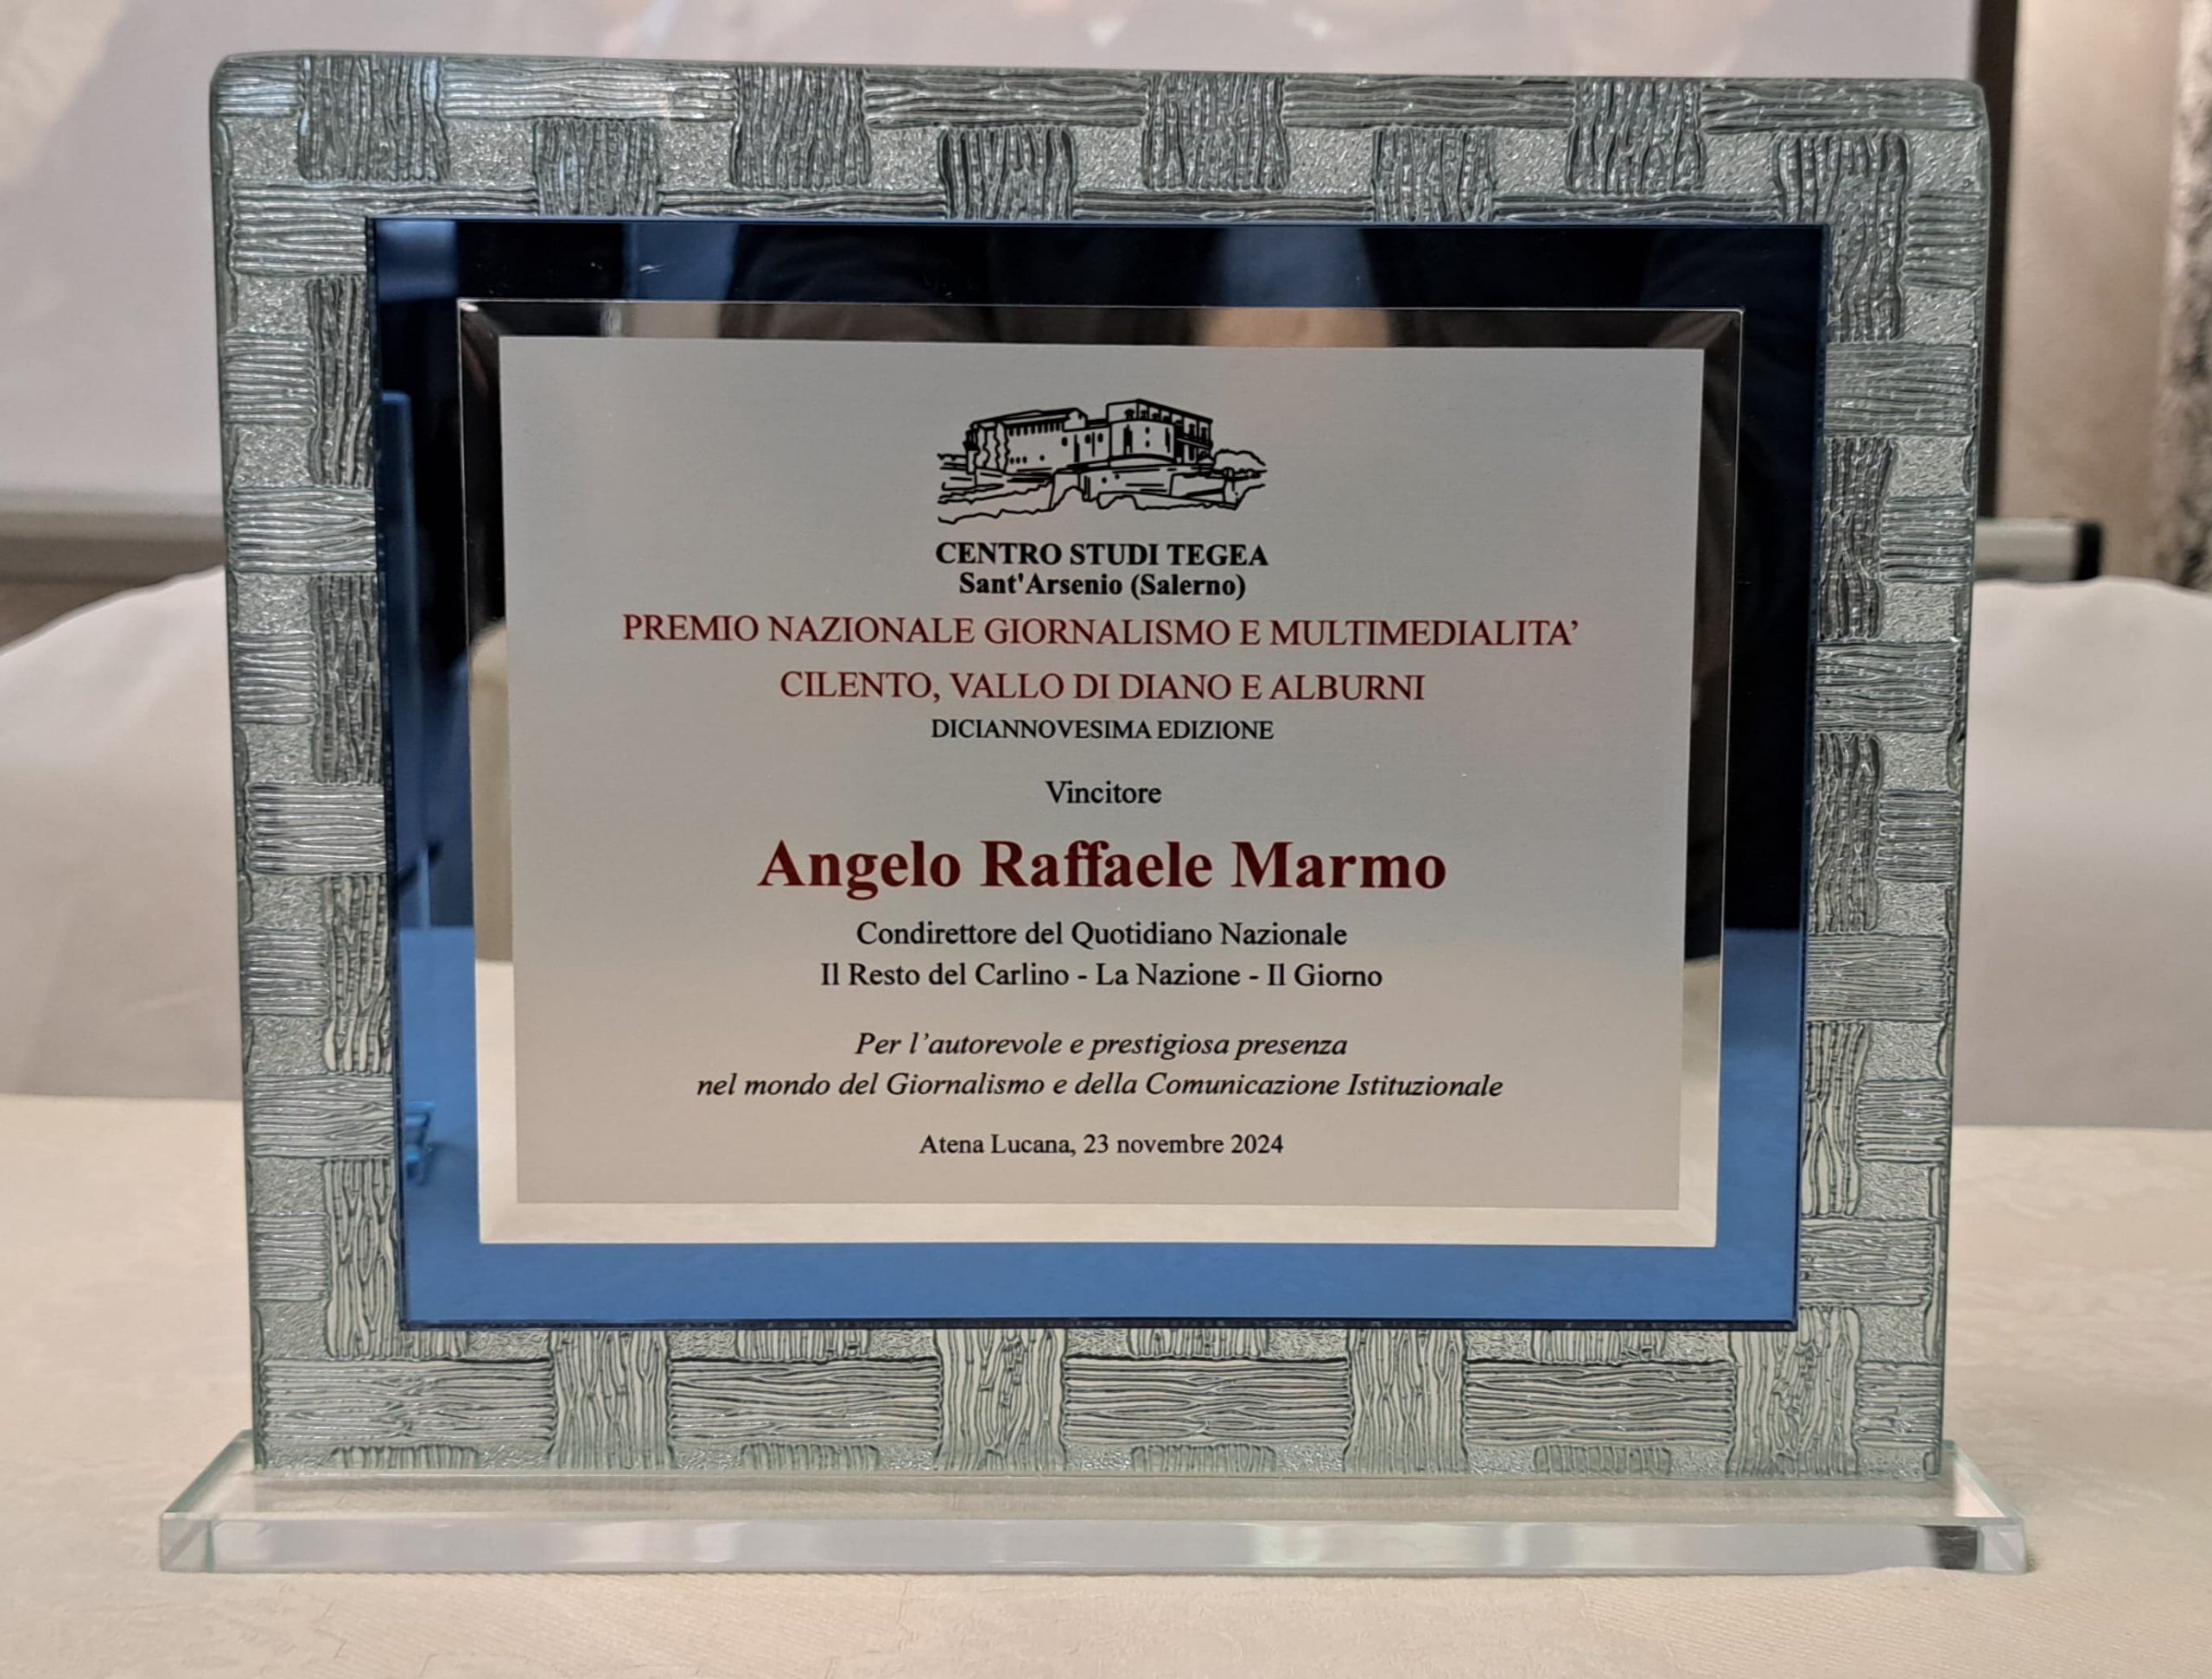 CENTRO STUDI TEGEA
Sant'Arsenio (Salerno)
PREMIO NAZIONALE GIORNALISMO E MULTIMEDIALITA’
CILENTO, VALLO DI DIANO E ALBURNI
DICIANNOVESIMA EDIZIONE
Vincitore
Angelo Raffaele Marmo
Condirettore del Quotidiano Nazionale
Il Resto del Carlino - La Nazione - Il Giorno
Per l’autorevole e prestigiosa presenza
nel mondo del Giornalismo e della Comunicazione Istituzionale
Atena Lucana, 23 novembre 2024